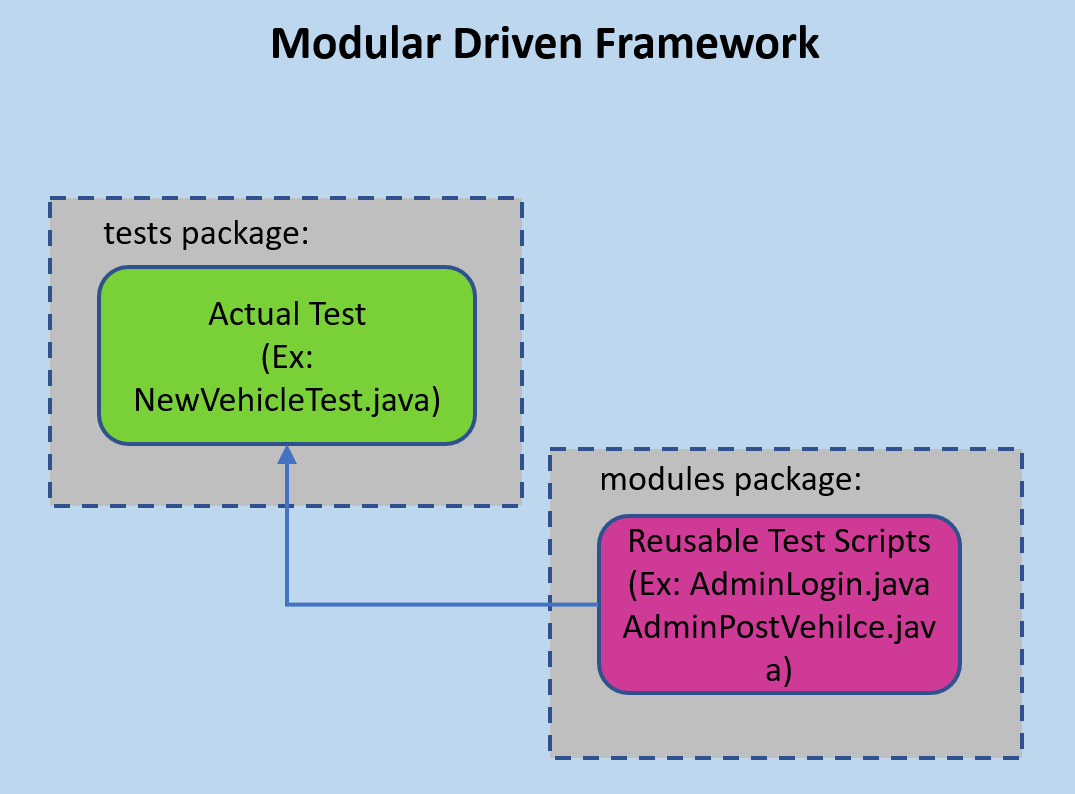 Modular Driven Framework
tests package:
Actual Test
(Ex:
NewVehicleTest.java)
modules package:
Reusable Test Scripts
(Ex: AdminLogin.java
AdminPostVehilce.jav
a)